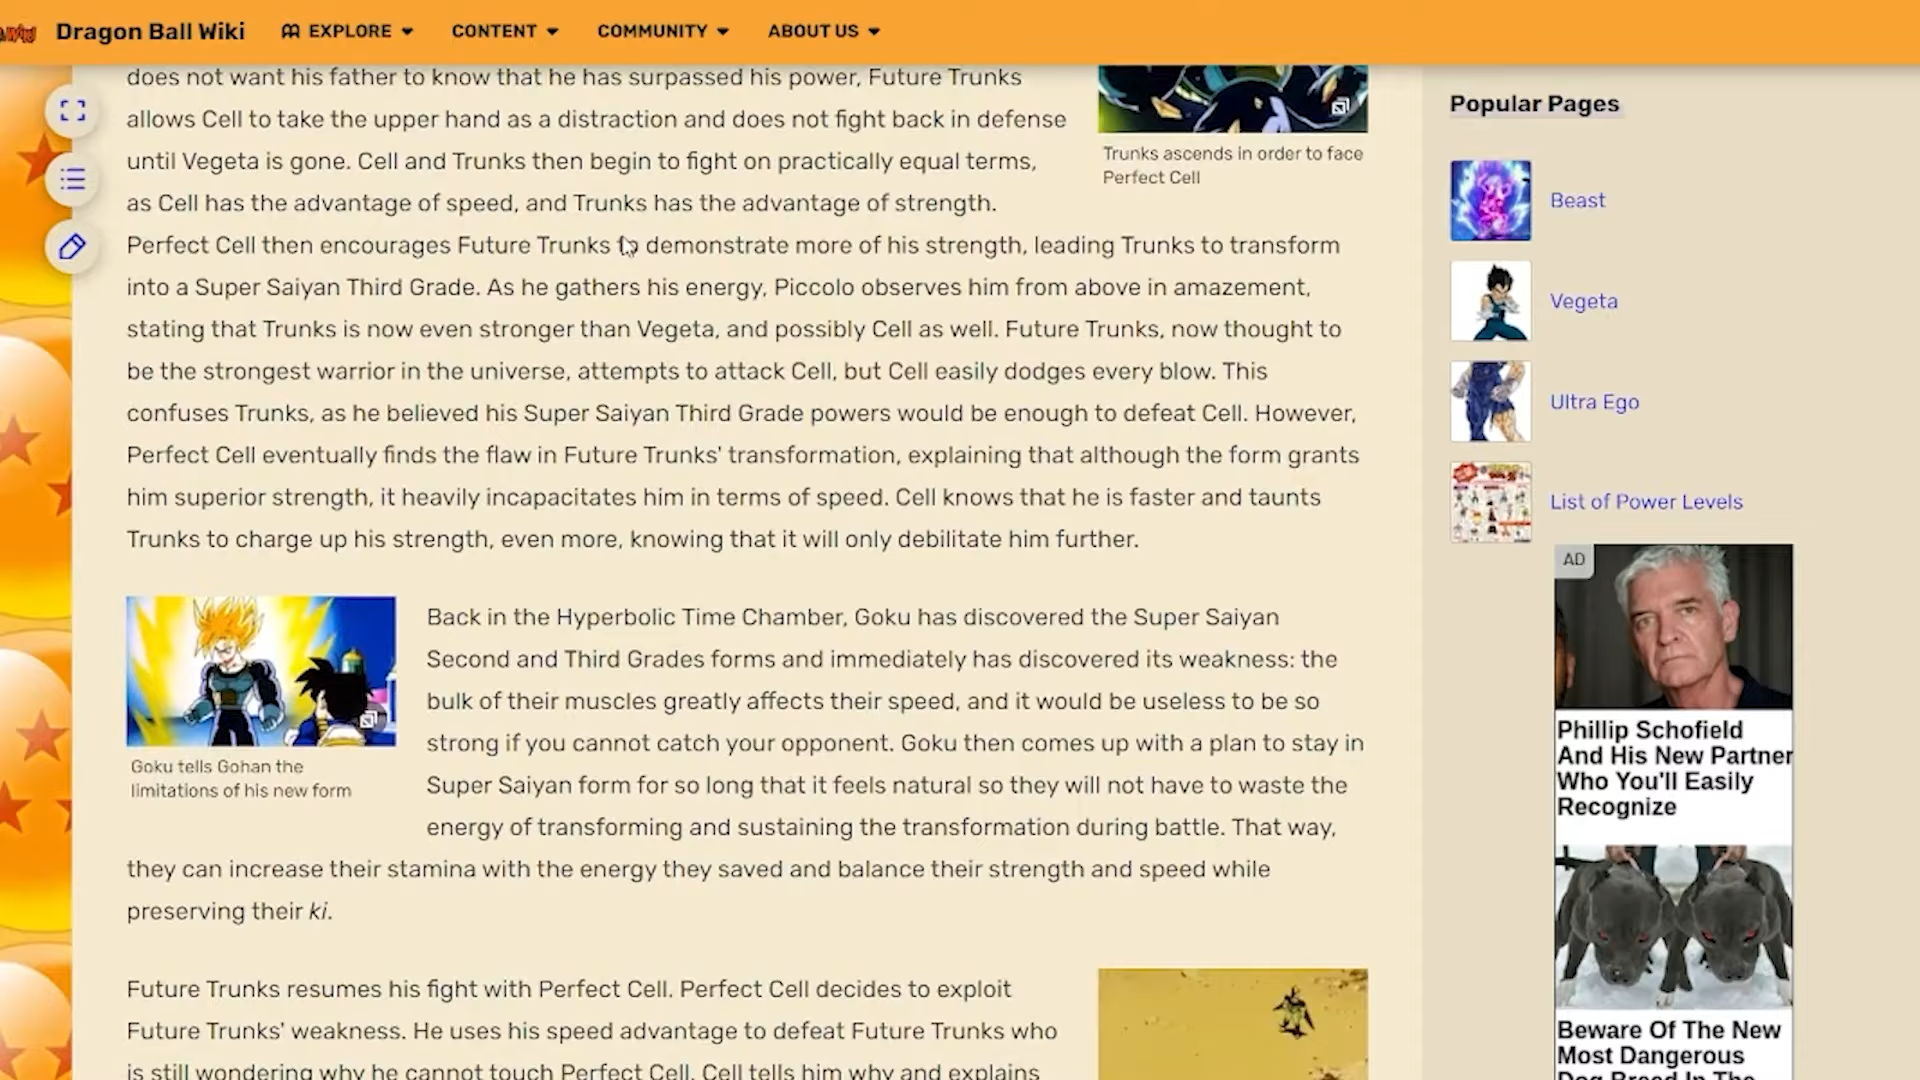 Dragon Ball Wiki
EXPLORE
CONTENT
COMMUNITY
ABOUT US
does not want his father to know that he has surpassed his power, Future Trunks
allows Cell to take the upper hand as a distraction and does not fight back in defense
until Vegeta is gone. Cell and Trunks then begin to fight on practically equal terms,
as Cell has the advantage of speed, and Trunks has the advantage of strength.
Perfect Cell then encourages Future Trunks to demonstrate more of his strength, leading Trunks to transform
into a Super Saiyan Third Grade. As he gathers his energy, Piccolo observes him from above in amazement,
stating that Trunks is now even stronger than Vegeta, and possibly Cell as well. Future Trunks, now thought to
be the strongest warrior in the universe, attempts to attack Cell, but Cell easily dodges every blow. This
confuses Trunks, as he believed his Super Saiyan Third Grade powers would be enough to defeat Cell. However,
Perfect Cell eventually finds the flaw in Future Trunks' transformation, explaining that although the form grants
him superior strength, it heavily incapacitates him in terms of speed. Cell knows that he is faster and taunts
Trunks to charge up his strength, even more, knowing that it will only debilitate him further.
Trunks ascends in order to face
Perfect Cell
Goku tells Gohan the
limitations of his new form
Back in the Hyperbolic Time Chamber, Goku has discovered the Super Saiyan
Second and Third Grades forms and immediately has discovered its weakness: the
bulk of their muscles greatly affects their speed, and it would be useless to be so
strong if you cannot catch your opponent. Goku then comes up with a plan to stay in
Super Saiyan form for so long that it feels natural so they will not have to waste the
energy of transforming and sustaining the transformation during battle. That way,
they can increase their stamina with the energy they saved and balance their strength and speed while
preserving their ki.
Future Trunks resumes his fight with Perfect Cell. Perfect Cell decides to exploit
Future Trunks' weakness. He uses his speed advantage to defeat Future Trunks who
is still wondering why he cannot touch Perfect Cell. Cell tells him why and explains
Popular Pages
Beast
Vegeta
Ultra Ego
List of Power Levels
AD
Phillip Schofield
And His New Partner
Who You'll Easily
Recognize
Beware Of The New
Most Dangerous
Dog Breed In The